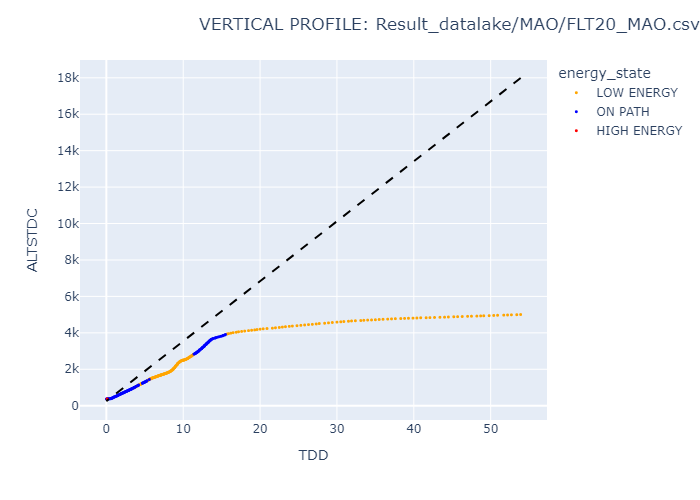 VERTICAL PROFILE: Result_datalake/MAO/FLT20_MAO.csv
energy_state
LOW ENERGY
ON PATH
HIGH ENERGY
ALTSTDC
18k
16k
14k
12k
10k
8k
6k
4k
2k
0
0 10 20 30 40 50
TDD